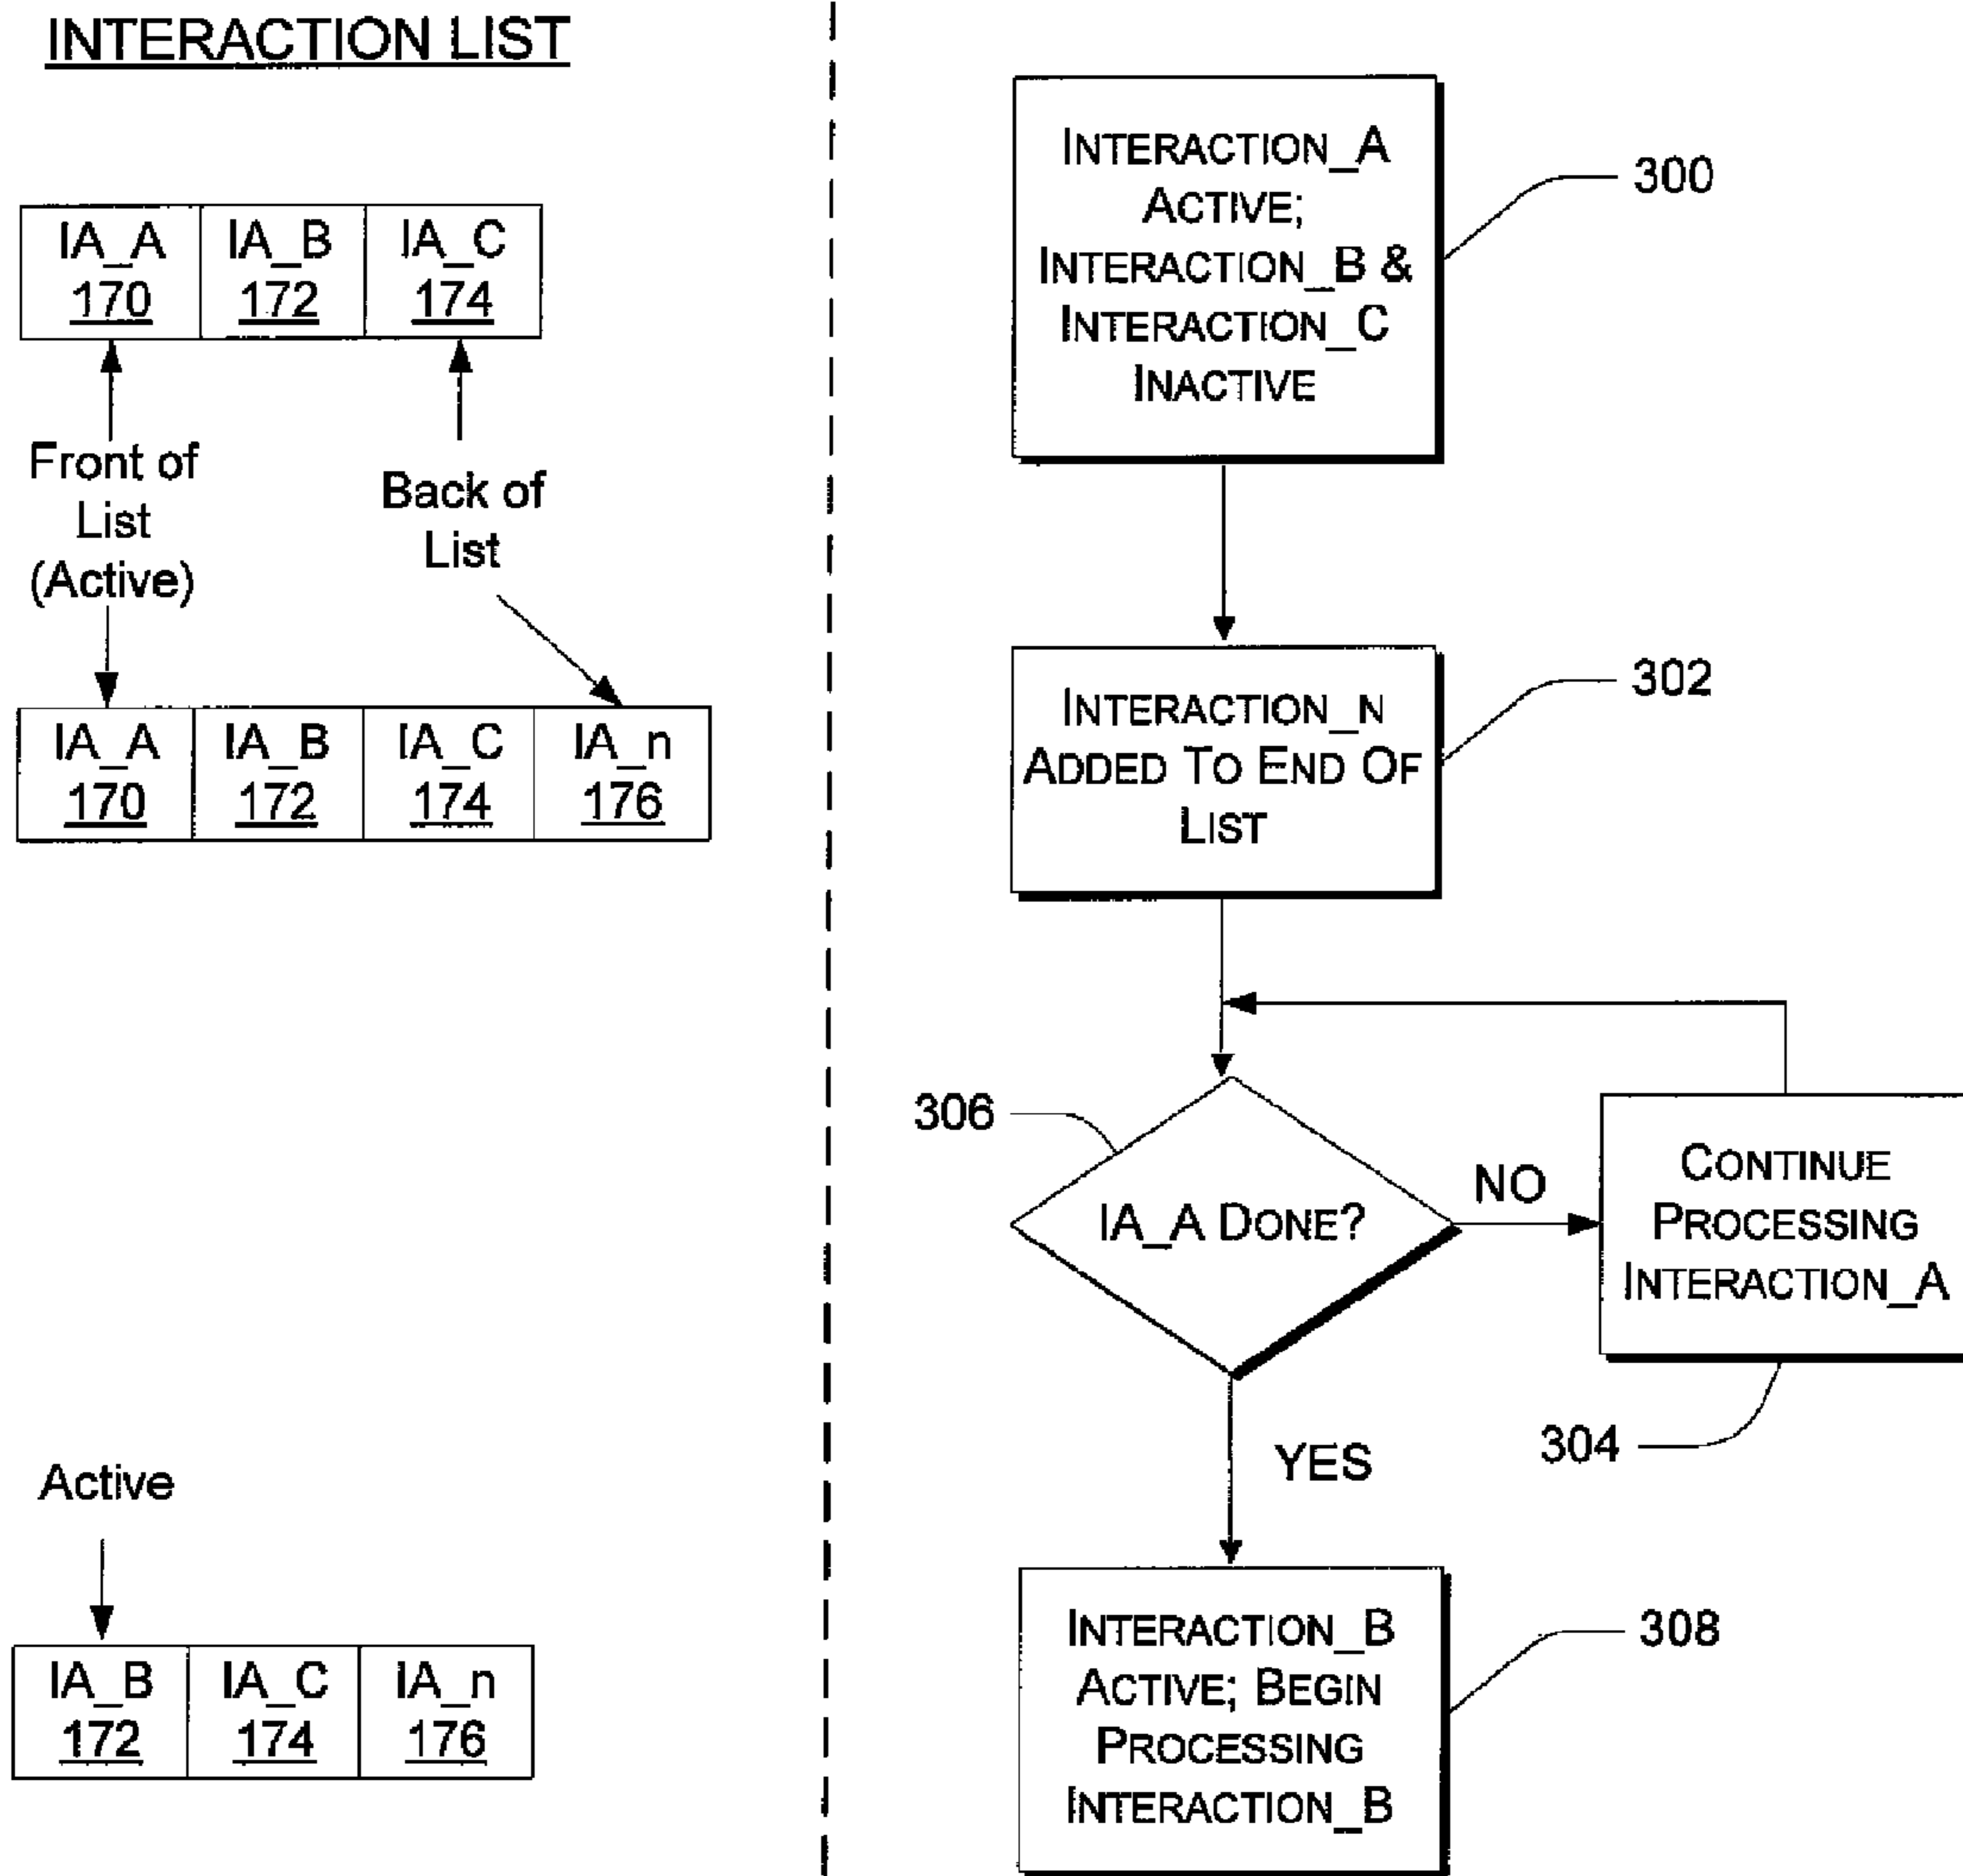 INTERACTION LIST
IA_A IA_B IA_C
170 172 174
Front of
List
(Active)
Back of
List
IA_A IA_B IA_C IA_n
170 172 174 176
Active
IA_B IA_C IA_n
172 174 176
INTERACTION_A
ACTIVE;
INTERACTION_B &
INTERACTION_C
INACTIVE
300
INTERACTION_N
ADDED TO END OF
LIST
302
306
IA_A DONE?
NO
CONTINUE
PROCESSING
INTERACTION_A
304
YES
INTERACTION_B
ACTIVE; BEGIN
PROCESSING
INTERACTION_B
308